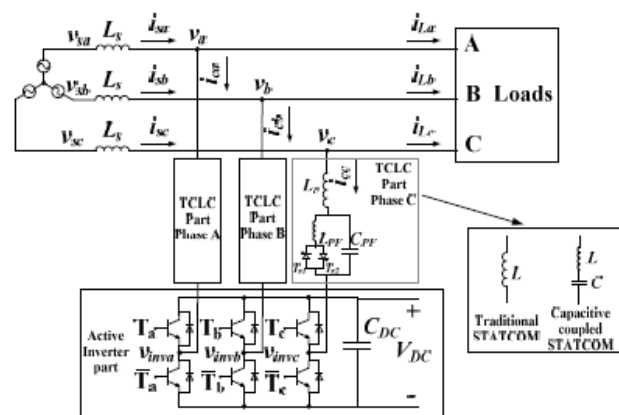 v_sa L_s i_sa v_a i_La A
i_ca
v_sb L_s i_sb v_b i_Lb B Loads
i_cb
v_sc L_s i_sc v_c i_Lc C
i_cc
TCLC
Part
Phase A
TCLC
Part
Phase B
TCLC
Part
Phase C
L_PF C_PF
T_c1 T_c2
L
Traditional
STATCOM
L
C
Capacitive
coupled
STATCOM
Active
Inverter
part
T_a T_b T_c
v_inva v_invb v_invc
T̅_a T̅_b T̅_c
C_DC
+
V_DC
-